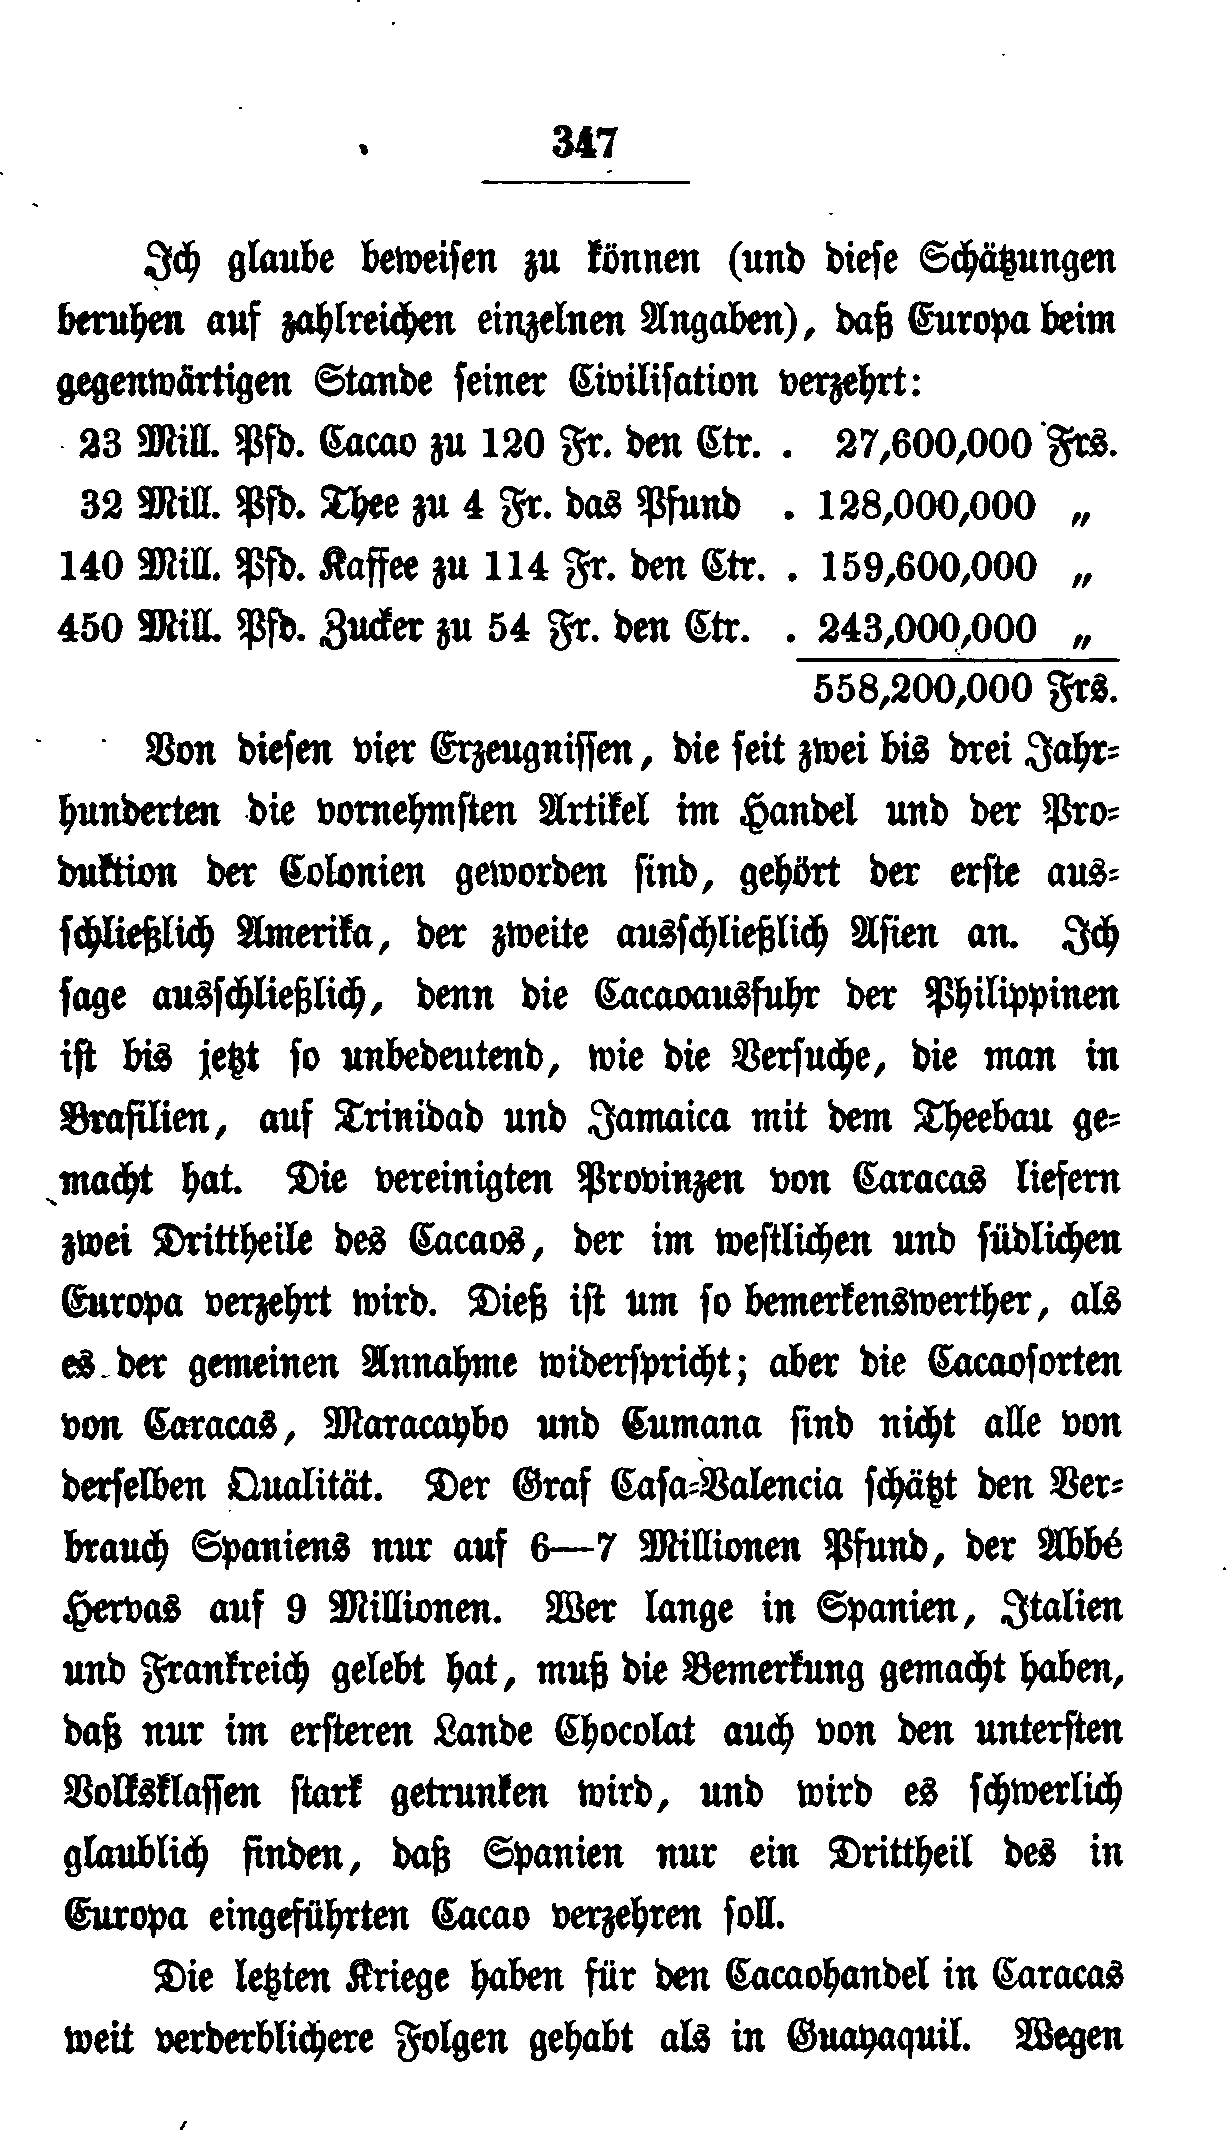 347
Ich glaube beweisen zu können (und diese Schätzungen
beruhen auf zahlreichen einzelnen Angaben), daß Europa beim
gegenwärtigen Stande seiner Civilisation verzehrt:
23 Mill. Pfd. Cacao zu 120 Fr. den Ctr. . 27,600,000 Frs.
32 Mill. Pfd. Thee zu 4 Fr. das Pfund . 128,000,000 „
140 Mill. Pfd. Kaffee zu 114 Fr. den Ctr. . 159,600,000 „
450 Mill. Pfd. Zucker zu 54 Fr. den Ctr. . 243,000,000 „
558,200,000 Frs.
Von diesen vier Erzeugnissen, die seit zwei bis drei Jahr-
hunderten die vornehmsten Artikel im Handel und der Pro-
duktion der Colonien geworden sind, gehört der erste aus-
schließlich Amerika, der zweite ausschließlich Asien an. Ich
sage ausschließlich, denn die Cacaoausfuhr der Philippinen
ist bis jetzt so unbedeutend, wie die Versuche, die man in
Brasilien, auf Trinidad und Jamaica mit dem Theebau ge-
macht hat. Die vereinigten Provinzen von Caracas liefern
zwei Drittheile des Cacaos, der im westlichen und südlichen
Europa verzehrt wird. Dieß ist um so bemerkenswerther, als
es der gemeinen Annahme widerspricht; aber die Cacaosorten
von Caracas, Maracaybo und Cumana sind nicht alle von
derselben Qualität. Der Graf Casa-Valencia schätzt den Ver-
brauch Spaniens nur auf 6—7 Millionen Pfund, der Abbé
Hervas auf 9 Millionen. Wer lange in Spanien, Italien
und Frankreich gelebt hat, muß die Bemerkung gemacht haben,
daß nur im ersteren Lande Chocolat auch von den untersten
Volksklassen stark getrunken wird, und wird es schwerlich
glaublich finden, daß Spanien nur ein Drittheil des in
Europa eingeführten Cacao verzehren soll.
Die letzten Kriege haben für den Cacaohandel in Caracas
weit verderblichere Folgen gehabt als in Guayaquil. Wegen